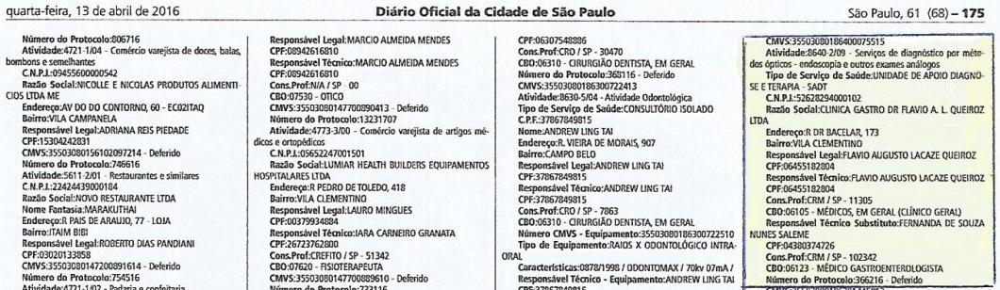 quarta-feira, 13 de abril de 2016
Diário Oficial da Cidade de São Paulo
São Paulo, 61 (68) – 175
Número do Protocolo:806716
Atividade:4721-1/04 - Comércio varejista de doces, balas,
bombons e semelhantes
C.N.P.J.:09455600000542
Razão Social:NICOLLE E NICOLAS PRODUTOS ALIMENTI-
CIOS LTDA ME
Endereço:AV DO DO CONTORNO, 60 - EC02ITAQ
Bairro:VILA CAMPANELA
Responsável Legal:ADRIANA REIS PIEDADE
CPF:15304242831
CMVS:35503080156102097214 - Deferido
Número do Protocolo:746616
Atividade:5611-2/01 - Restaurantes e similares
C.N.P.J.:22424439000184
Razão Social:NOVO RESTAURANTE LTDA
Nome Fantasia:MARAKUTHAI
Endereço:R PAIS DE ARAUJO, 77 - LOJA
Bairro:ITAIM BIBI
Responsável Legal:ROBERTO DIAS PANDIANI
CPF:03020133858
CMVS:35503080147200891614 - Deferido
Número do Protocolo:754516
Atividade:4721-1/02 - Padaria e confeitaria
Responsável Legal:MARCIO ALMEIDA MENDES
CPF:08942616810
Responsável Técnico:MARCIO ALMEIDA MENDES
CPF:08942616810
Cons.Prof:N/A / SP - 00
CBO:07530 - OTICO
CMVS:35503080147700890413 - Deferido
Número do Protocolo:13231707
Atividade:4773-3/00 - Comércio varejista de artigos mé-
dicos e ortopédicos
C.N.P.J.:05652247001501
Razão Social:LUMIAR HEALTH BUILDERS EQUIPAMENTOS
HOSPITALARES LTDA
Endereço:R PEDRO DE TOLEDO, 418
Bairro:VILA CLEMENTINO
Responsável Legal:LAURO MINGUES
CPF:00379934884
Responsável Técnico:IARA CARNEIRO GRANATA
CPF:26723762800
Cons.Prof:CREFITO / SP - 51342
CBO:07620 - FISIOTERAPEUTA
CMVS:35503080147700889610 - Deferido
Número do Protocolo:733116
CPF:06307548886
Cons.Prof:CRO / SP - 30470
CBO:06310 - CIRURGIÃO DENTISTA, EM GERAL
Número do Protocolo:368116 - Deferido
CMVS:35503080186300722413
Atividade:8630-5/04 - Atividade Odontológica
Tipo de Serviço de Saúde:CONSULTÓRIO ISOLADO
C.P.F.:37867849815
Nome:ANDREW LING TAI
Endereço:R. VIEIRA DE MORAIS, 907
Bairro:CAMPO BELO
Responsável Legal:ANDREW LING TAI
CPF:37867849815
Responsável Técnico:ANDREW LING TAI
CPF:37867849815
Cons.Prof:CRO / SP - 7863
CBO:06310 - CIRURGIÃO DENTISTA, EM GERAL
Número CMVS - Equipamento:35503080186300722510
Tipo de Equipamento:RAIOS X ODONTOLÓGICO INTRA-
ORAL
Características:0878/1998 / ODONTOMAX / 70kv 07mA /
Responsável Técnico - Equipamento:ANDREW LING TAI
CPF:37867849815
CMVS:35503080186400075515
Atividade:8640-2/09 - Serviços de diagnóstico por méto-
dos ópticos - endoscopia e outros exames análogos
Tipo de Serviço de Saúde:UNIDADE DE APOIO DIAGNÓ-
SE E TERAPIA - SADT
C.N.P.J.:52628294000102
Razão Social:CLINICA GASTRO DR FLAVIO A. L. QUEIROZ
LTDA
Endereço:R DR BACELAR, 173
Bairro:VILA CLEMENTINO
Responsável Legal:FLAVIO AUGUSTO LACAZE QUEIROZ
CPF:06455182804
Responsável Técnico:FLAVIO AUGUSTO LACAZE QUEIROZ
CPF:06455182804
Cons.Prof:CRM / SP - 11305
CBO:06105 - MÉDICOS, EM GERAL (CLÍNICO GERAL)
Responsável Técnico Substituto:FERNANDA DE SOUZA
NUNES SALEME
CPF:04380374726
Cons.Prof:CRM / SP - 102342
CBO:06123 - MÉDICO GASTROENTEROLOGISTA
Número do Protocolo:366216 - Deferido